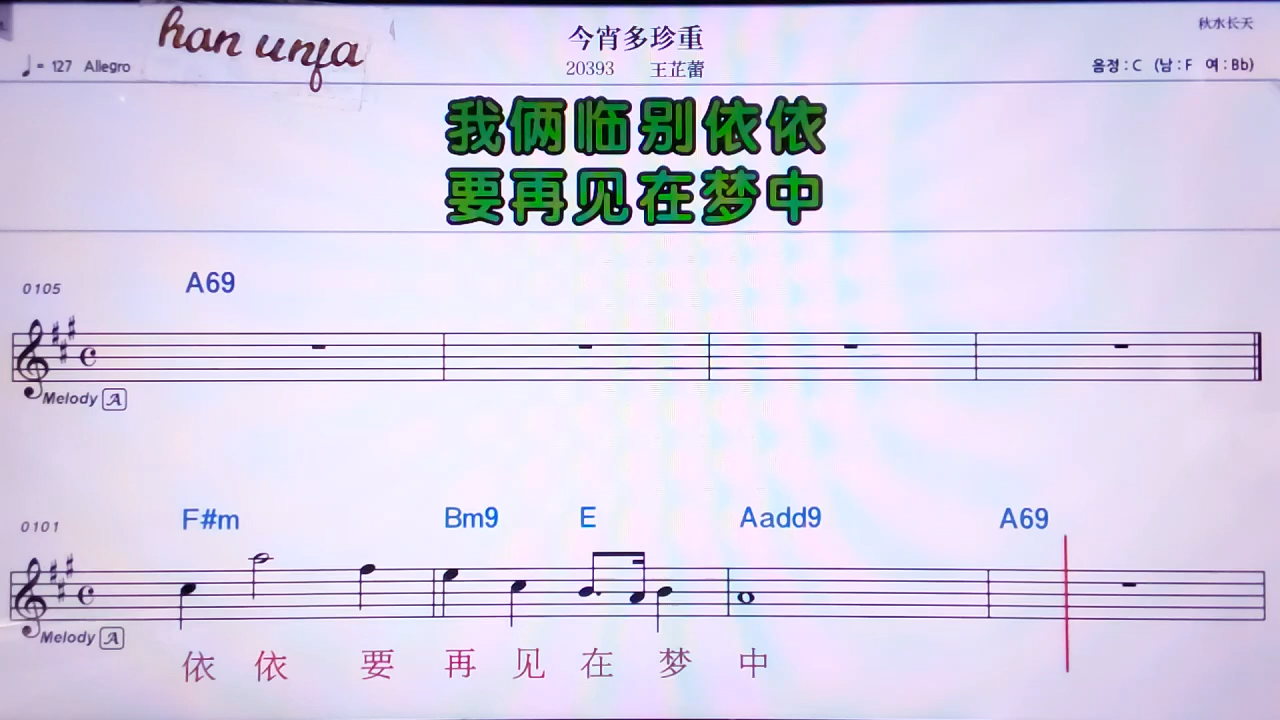 han unja
今宵多珍重
秋水长天
♩= 127 Allegro
20393 王芷蕾
음정 : C (남 : F 여 : Bb)
我俩临别依依
要再见在梦中
0105 A69
Melody A
0101 F#m Bm9 E Aadd9 A69
Melody A
依 依 要 再 见 在 梦 中